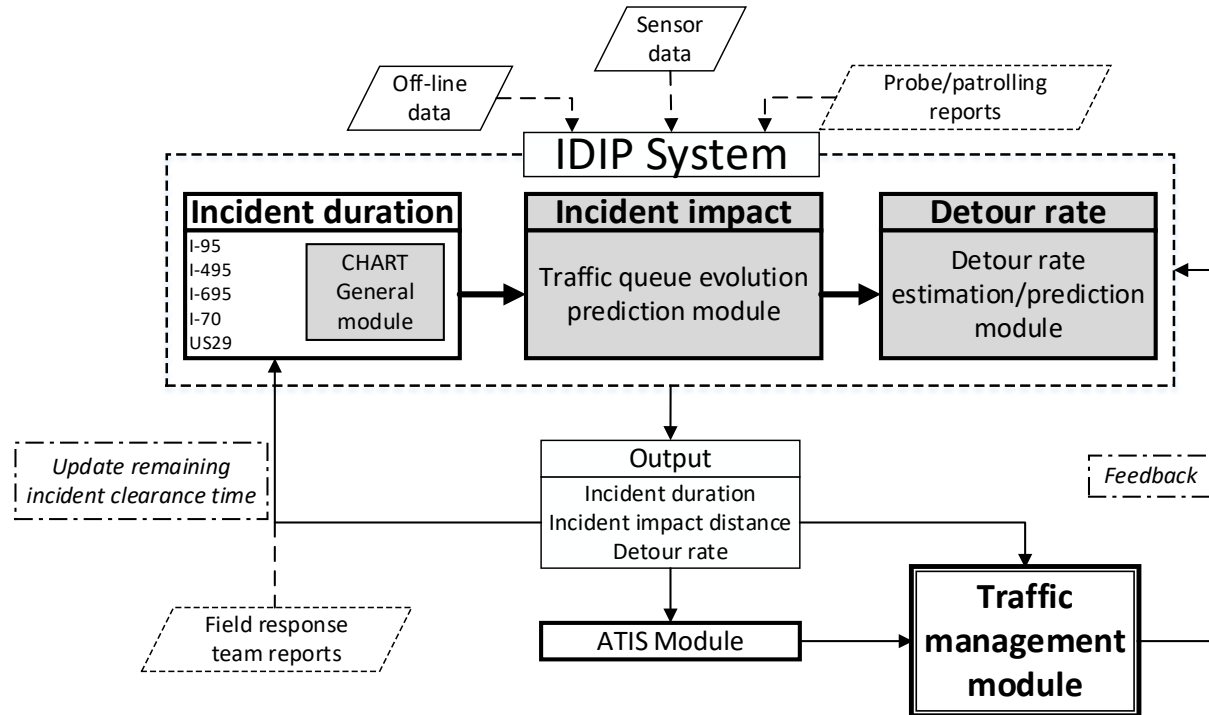 Sensor
data
Off-line
data
Probe/patrolling
reports
IDIP System
Incident duration
I-95
I-495
I-695
I-70
US29
CHART
General
module
Incident impact
Traffic queue evolution
prediction module
Detour rate
Detour rate
estimation/prediction
module
Update remaining
incident clearance time
Output
Incident duration
Incident impact distance
Detour rate
Feedback
Field response
team reports
ATIS Module
Traffic
management
module